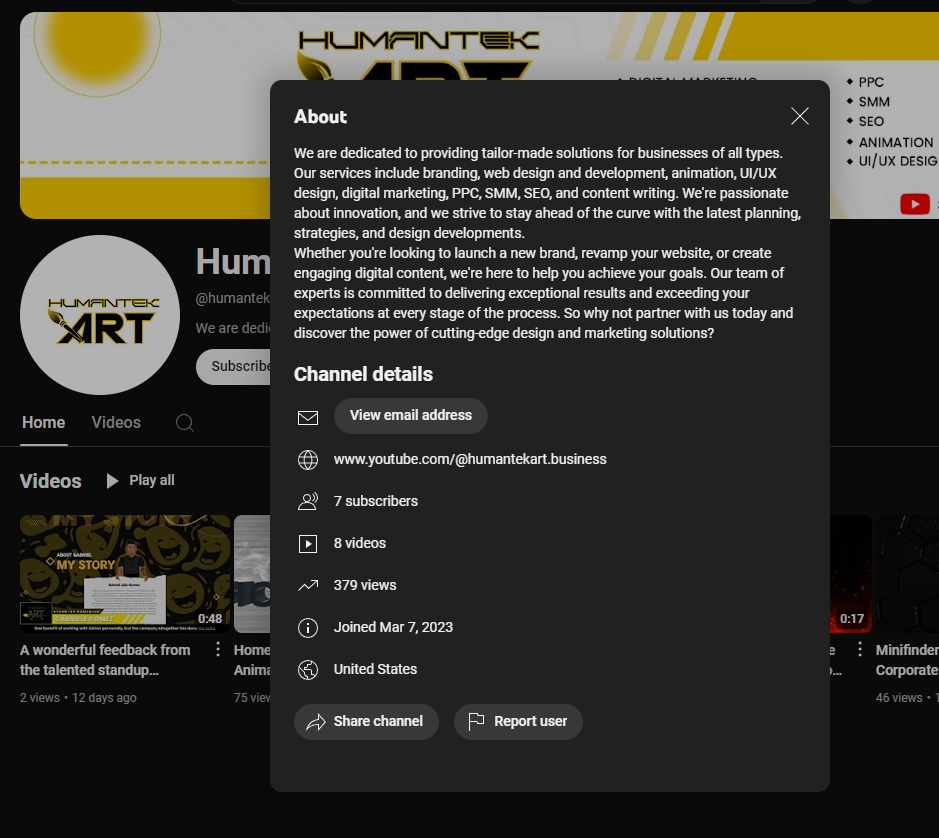 HUMANTEK
ART
DIGITAL MARKETING
PPC
SMM
SEO
ANIMATION
UI/UX DESIG
About
We are dedicated to providing tailor-made solutions for businesses of all types.
Our services include branding, web design and development, animation, UI/UX
design, digital marketing, PPC, SMM, SEO, and content writing. We're passionate
about innovation, and we strive to stay ahead of the curve with the latest planning,
strategies, and design developments.
Whether you're looking to launch a new brand, revamp your website, or create
engaging digital content, we're here to help you achieve your goals. Our team of
experts is committed to delivering exceptional results and exceeding your
expectations at every stage of the process. So why not partner with us today and
discover the power of cutting-edge design and marketing solutions?
Channel details
View email address
www.youtube.com/@humantekart.business
7 subscribers
8 videos
379 views
Joined Mar 7, 2023
United States
Share channel
Report user
HUMANTEK
ART
Hum
@humantek
We are dedi
Subscribe
Home
Videos
Videos
Play all
ABOUT GABRIEL
MY STORY
GABRIELE GOMEZ
0:48
0:17
A wonderful feedback from
the talented standup...
2 views • 12 days ago
Home
Anima
75 view
Minifinder
Corporate
46 views •